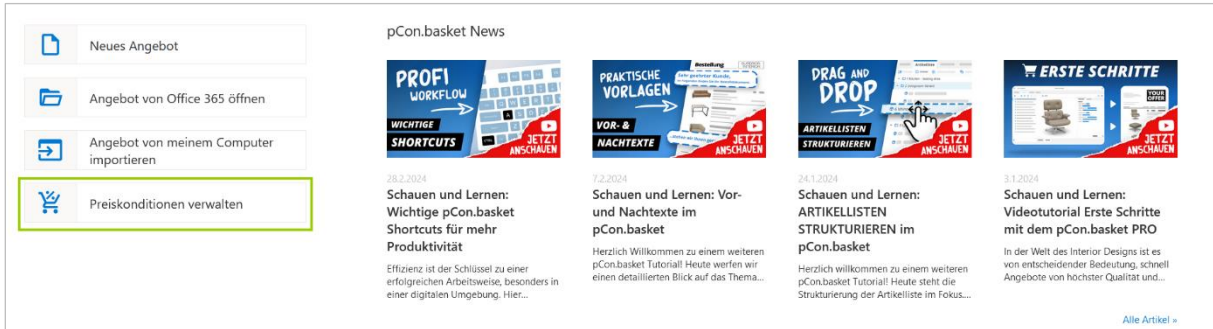 Neues Angebot
Angebot von Office 365 öffnen
Angebot von meinem Computer
importieren
Preiskonditionen verwalten
pCon.basket News
PROFI
WORKFLOW
WICHTIGE
SHORTCUTS
JETZT
ANSCHAUEN
28.2.2024
Schauen und Lernen:
Wichtige pCon.basket
Shortcuts für mehr
Produktivität
Effizienz ist der Schlüssel zu einer
erfolgreichen Arbeitsweise, besonders in
einer digitalen Umgebung. Hier...
PRAKTISCHE
VORLAGEN
Bestellung
VOR- &
NACHTEXTE
JETZT
ANSCHAUEN
7.2.2024
Schauen und Lernen: Vor-
und Nachtexte im
pCon.basket
Herzlich Willkommen zu einem weiteren
pCon.basket Tutorial! Heute werfen wir
einen detaillierten Blick auf das Thema...
DRAG AND
DROP
ARTIKELLISTEN
STRUKTURIEREN
JETZT
ANSCHAUEN
24.1.2024
Schauen und Lernen:
ARTIKELLISTEN
STRUKTURIEREN im
pCon.basket
Herzlich willkommen zu einem weiteren
pCon.basket Tutorial! Heute steht die
Strukturierung der Artikelliste im Fokus....
ERSTE SCHRITTE
YOUR
OFFER
JETZT
ANSCHAUEN
3.1.2024
Schauen und Lernen:
Videotutorial Erste Schritte
mit dem pCon.basket PRO
In der Welt des Interior Designs ist es
von entscheidender Bedeutung, schnell
Angebote von höchster Qualität und...
Alle Artikel »